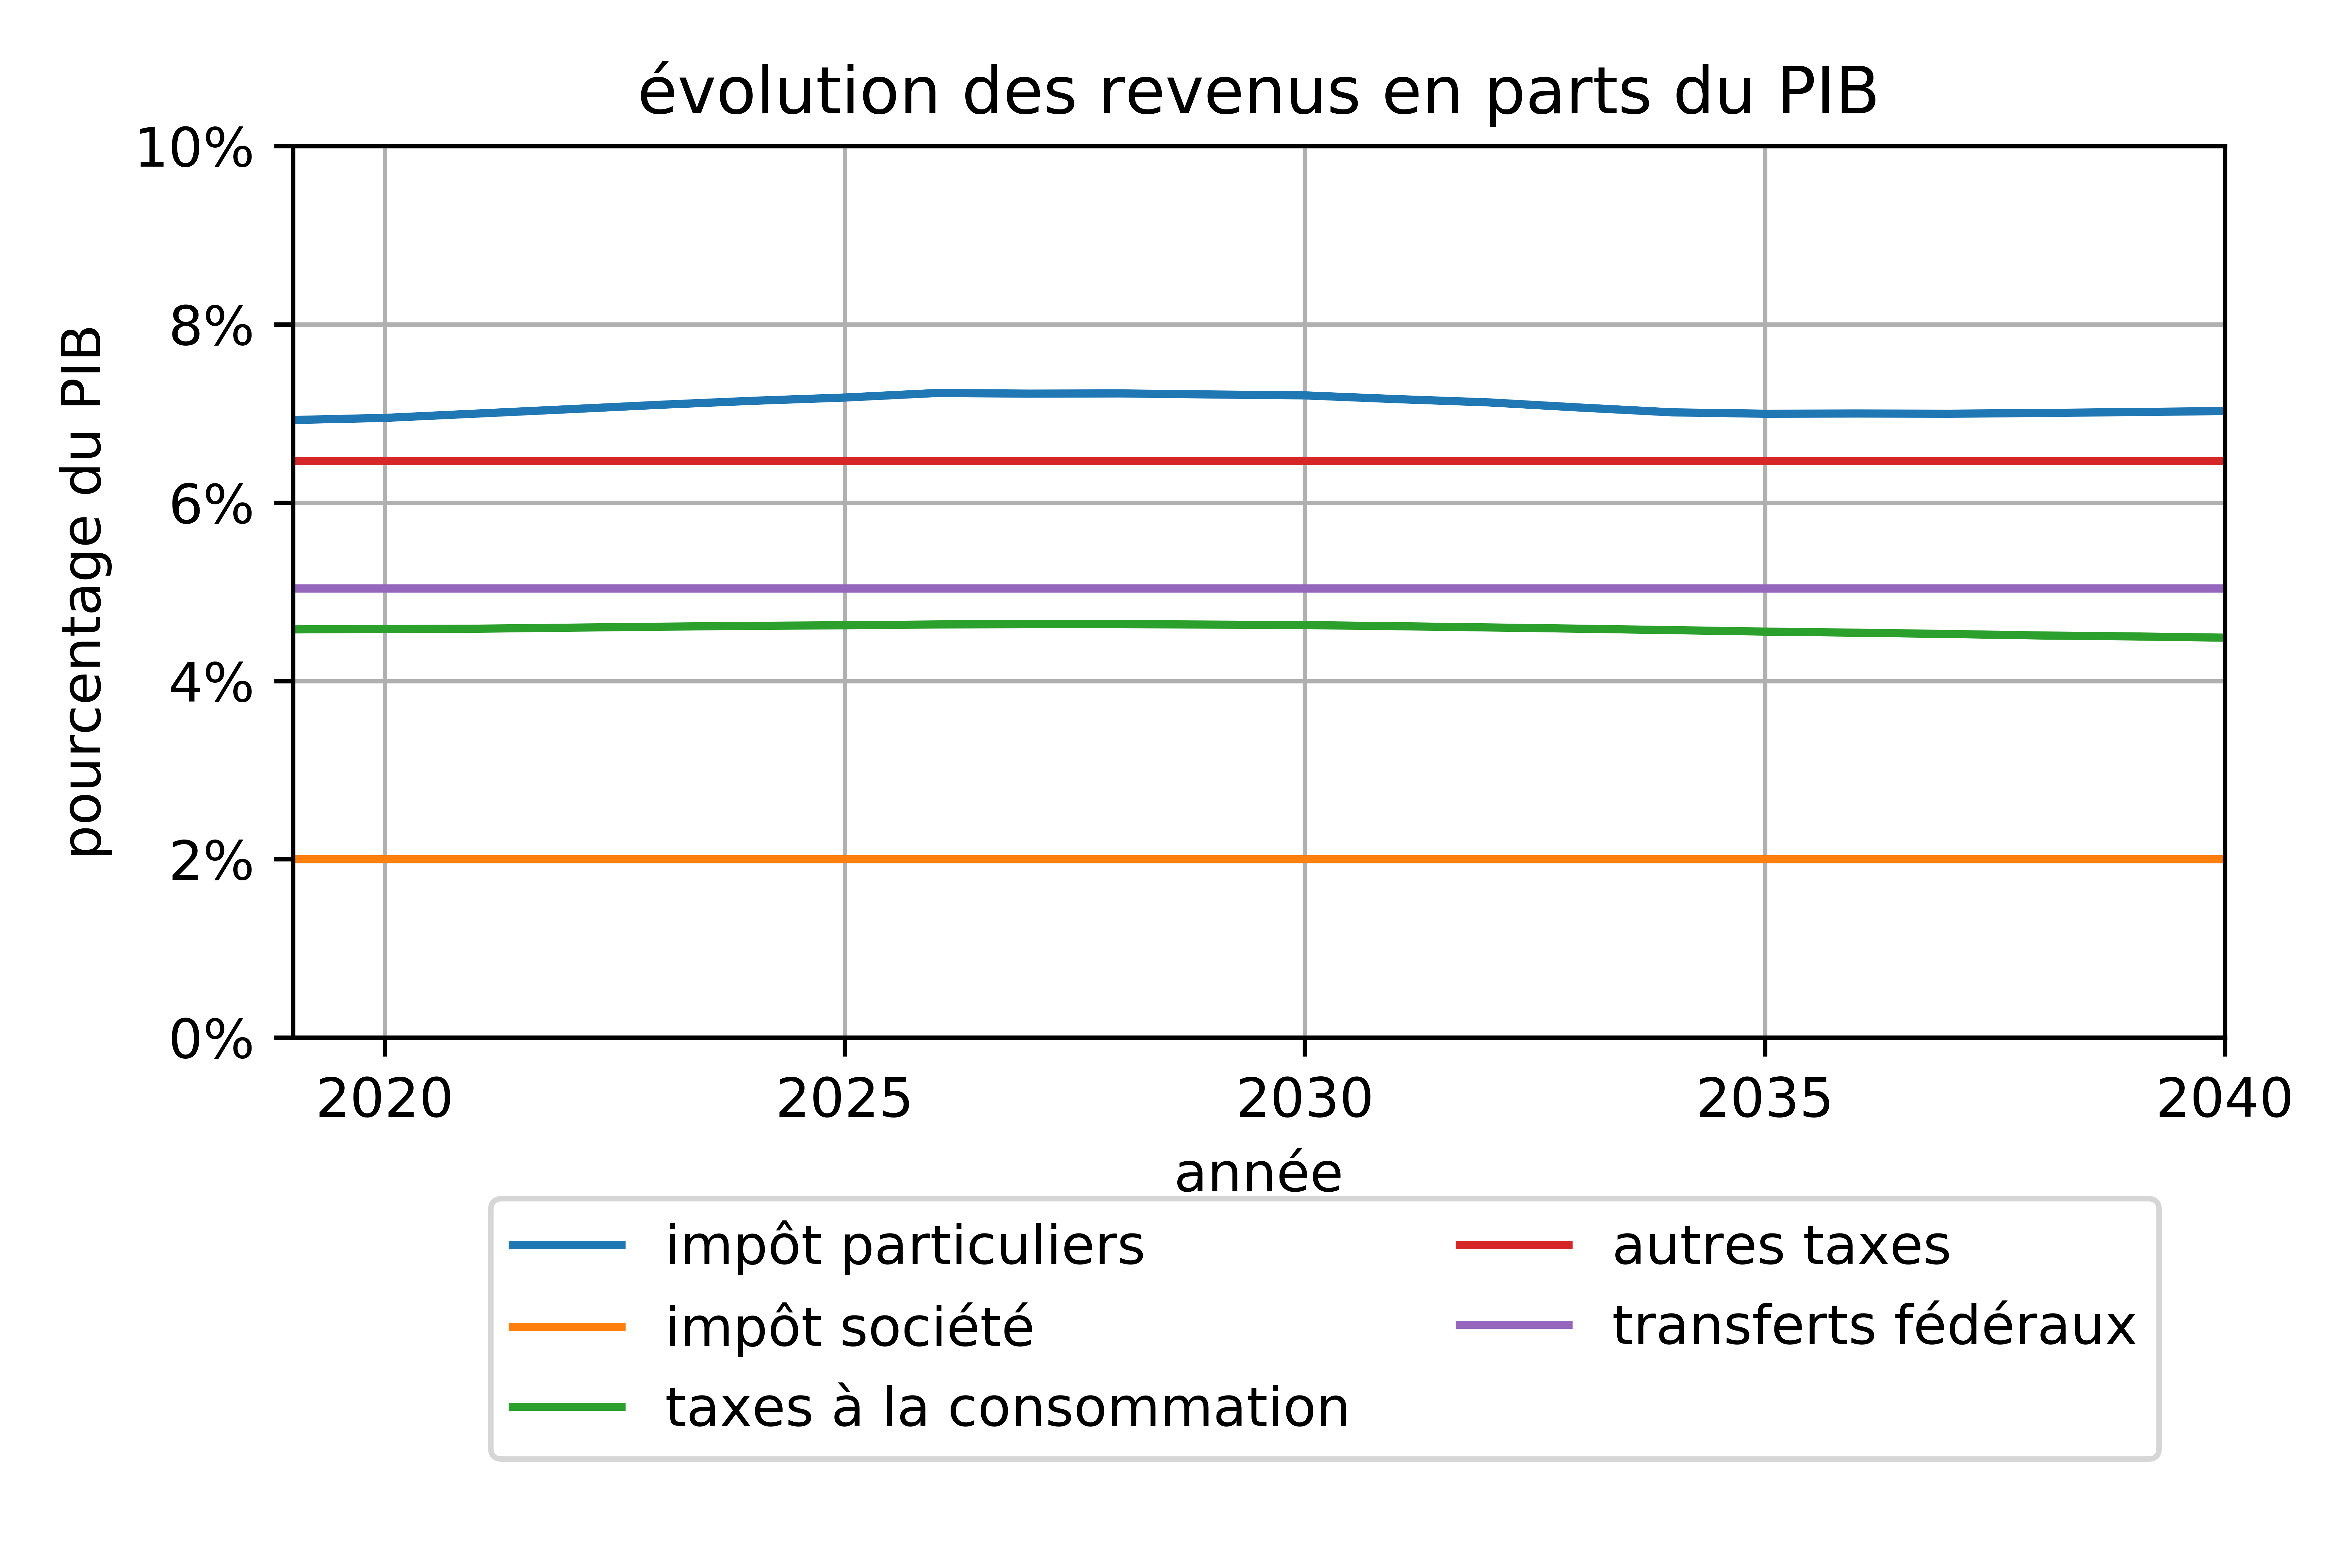 évolution des revenus en parts du PIB
pourcentage du PIB
10%
8%
6%
4%
2%
0%
2020 2025 2030 2035 2040
année
impôt particuliers
impôt société
taxes à la consommation
autres taxes
transferts fédéraux